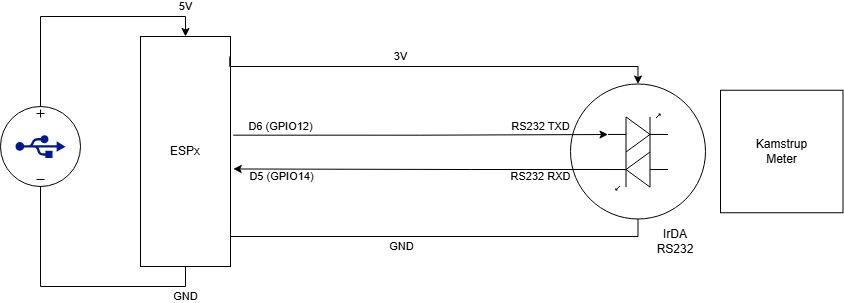 5V
3V
+
D6 (GPIO12)
RS232 TXD
ESPx
Kamstrup
Meter
D5 (GPIO14)
RS232 RXD
−
IrDA
RS232
GND
GND